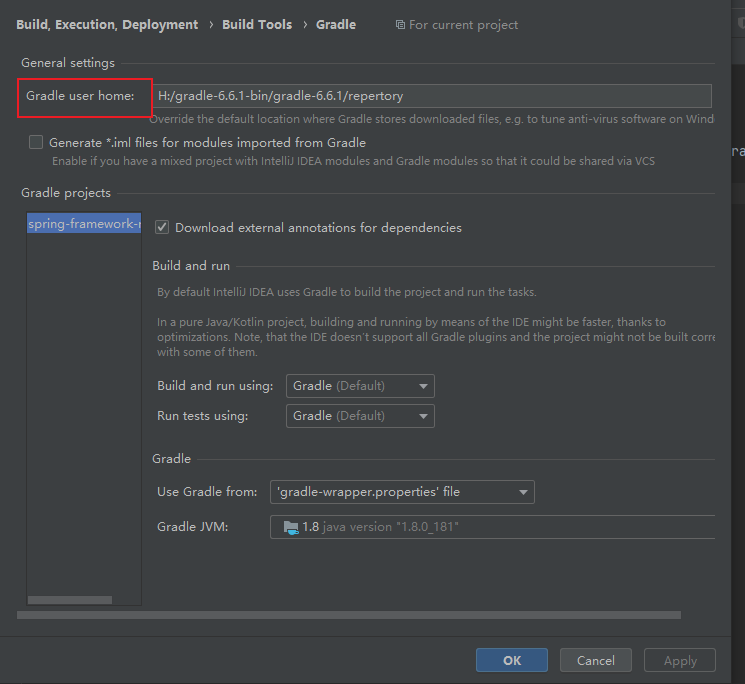 Build, Execution, Deployment › Build Tools › Gradle For current project
General settings
Gradle user home: H:/gradle-6.6.1-bin/gradle-6.6.1/repertory
Override the default location where Gradle stores downloaded files, e.g. to tune anti-virus software on Wind
Generate *.iml files for modules imported from Gradle
Enable if you have a mixed project with IntelliJ IDEA modules and Gradle modules so that it could be shared via VCS
Gradle projects
spring-framework-
Download external annotations for dependencies
Build and run
By default IntelliJ IDEA uses Gradle to build the project and run the tasks.
In a pure Java/Kotlin project, building and running by means of the IDE might be faster, thanks to
optimizations. Note, that the IDE doesn't support all Gradle plugins and the project might not be built corre
with some of them.
Build and run using: Gradle (Default)
Run tests using: Gradle (Default)
Gradle
Use Gradle from: 'gradle-wrapper.properties' file
Gradle JVM: 1.8 java version "1.8.0_181"
OK Cancel Apply